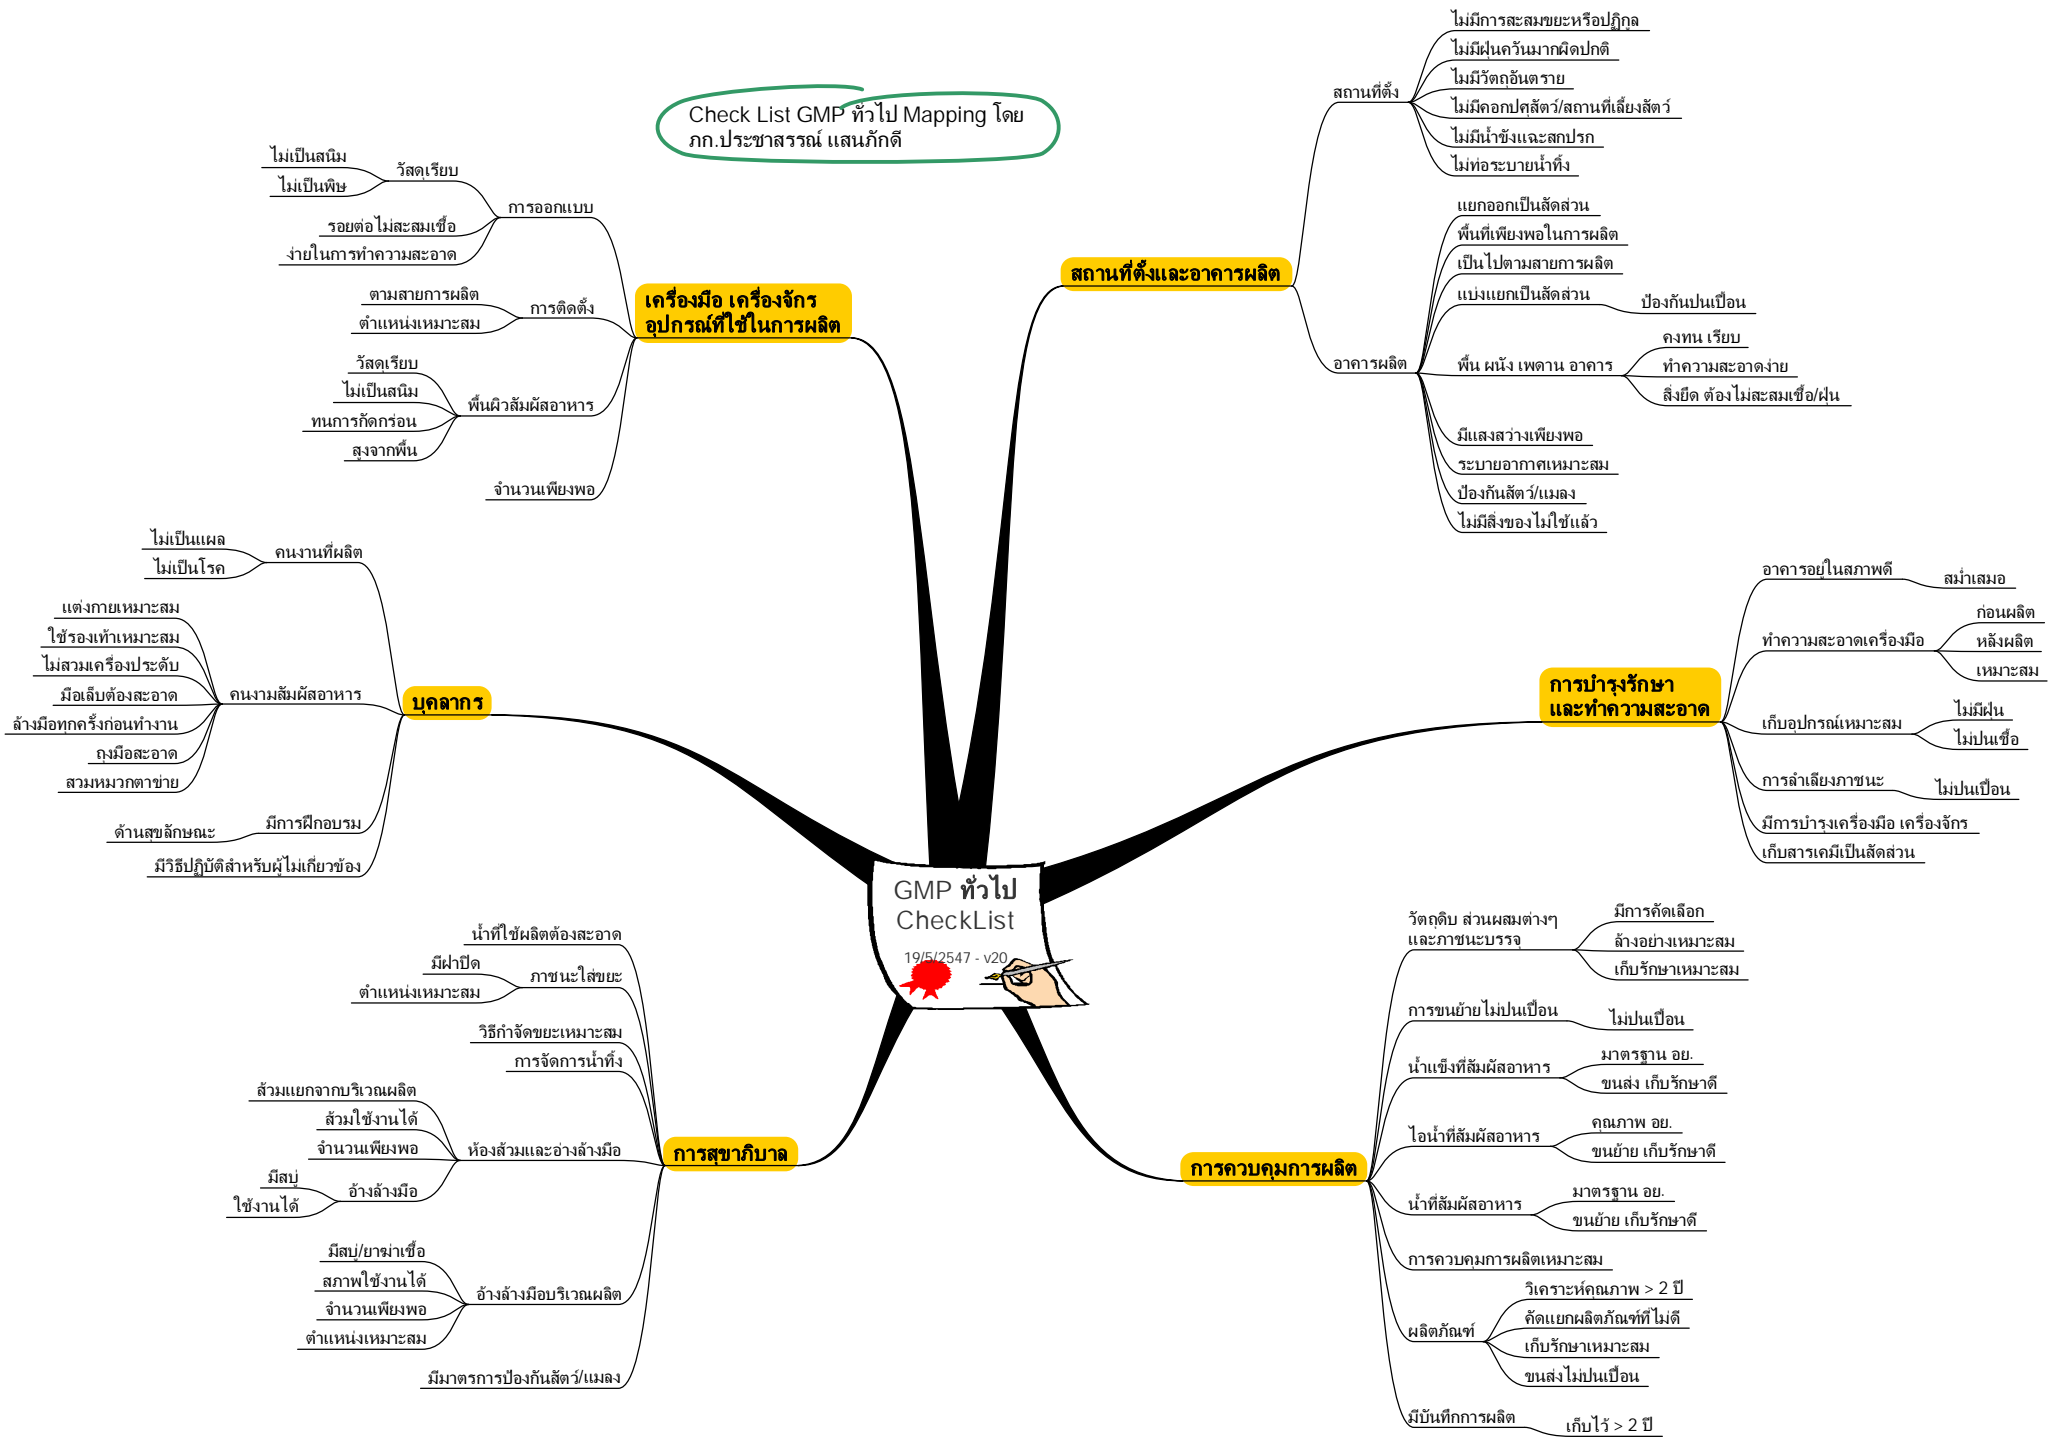 Check List GMP ทั่วไป Mapping โดย
ภก.ประชาสรรณ์ แสนภักดี
GMP ทั่วไป
CheckList
19/5/2547 - v20
สถานที่ตั้งและอาคารผลิต
สถานที่ตั้ง
ไม่มีการสะสมขยะหรือปฏิกูล
ไม่มีฝุ่นควันมากผิดปกติ
ไมมีวัตถุอันตราย
ไม่มีคอกปศุสัตว์/สถานที่เลี้ยงสัตว์
ไม่มีน้ำขังแฉะสกปรก
ไม่ท่อระบายน้ำทิ้ง
อาคารผลิต
แยกออกเป็นสัดส่วน
พื้นที่เพียงพอในการผลิต
เป็นไปตามสายการผลิต
แบ่งแยกเป็นสัดส่วน
ป้องกันปนเปื้อน
พื้น ผนัง เพดาน อาคาร
คงทน เรียบ
ทำความสะอาดง่าย
สิ่งยึด ต้องไม่สะสมเชื้อ/ฝุ่น
มีแสงสว่างเพียงพอ
ระบายอากาศเหมาะสม
ป้องกันสัตว์/แมลง
ไม่มีสิ่งของไม่ใช้แล้ว
การบำรุงรักษา
และทำความสะอาด
อาคารอยู่ในสภาพดี
สม่ำเสมอ
ทำความสะอาดเครื่องมือ
ก่อนผลิต
หลังผลิต
เหมาะสม
เก็บอุปกรณ์เหมาะสม
ไม่มีฝุ่น
ไม่ปนเชื้อ
การลำเลียงภาชนะ
ไม่ปนเปื้อน
มีการบำรุงเครื่องมือ เครื่องจักร
เก็บสารเคมีเป็นสัดส่วน
การควบคุมการผลิต
วัตถุดิบ ส่วนผสมต่างๆ
และภาชนะบรรจุ
มีการคัดเลือก
ล้างอย่างเหมาะสม
เก็บรักษาเหมาะสม
การขนย้ายไม่ปนเปื้อน
ไม่ปนเปื้อน
น้ำแข็งที่สัมผัสอาหาร
มาตรฐาน อย.
ขนส่ง เก็บรักษาดี
ไอน้ำที่สัมผัสอาหาร
คุณภาพ อย.
ขนย้าย เก็บรักษาดี
น้ำที่สัมผัสอาหาร
มาตรฐาน อย.
ขนย้าย เก็บรักษาดี
การควบคุมการผลิตเหมาะสม
ผลิตภัณฑ์
วิเคราะห์คุณภาพ > 2 ปี
คัดแยกผลิตภัณฑ์ที่ไม่ดี
เก็บรักษาเหมาะสม
ขนส่งไม่ปนเปื้อน
มีบันทึกการผลิต
เก็บไว้ > 2 ปี
เครื่องมือ เครื่องจักร
อุปกรณ์ที่ใช้ในการผลิต
การออกแบบ
วัสดุเรียบ
ไม่เป็นสนิม
ไม่เป็นพิษ
รอยต่อไม่สะสมเชื้อ
ง่ายในการทำความสะอาด
การติดตั้ง
ตามสายการผลิต
ตำแหน่งเหมาะสม
พื้นผิวสัมผัสอาหาร
วัสดุเรียบ
ไม่เป็นสนิม
ทนการกัดกร่อน
สูงจากพื้น
จำนวนเพียงพอ
บุคลากร
คนงานที่ผลิต
ไม่เป็นแผล
ไม่เป็นโรค
คนงามสัมผัสอาหาร
แต่งกายเหมาะสม
ใช้รองเท้าเหมาะสม
ไม่สวมเครื่องประดับ
มือเล็บต้องสะอาด
ล้างมือทุกครั้งก่อนทำงาน
ถุงมือสะอาด
สวมหมวกตาข่าย
มีการฝึกอบรม
ด้านสุขลักษณะ
มีวิธีปฏิบัติสำหรับผู้ไม่เกี่ยวข้อง
การสุขาภิบาล
น้ำที่ใช้ผลิตต้องสะอาด
ภาชนะใส่ขยะ
มีฝาปิด
ตำแหน่งเหมาะสม
วิธีกำจัดขยะเหมาะสม
การจัดการน้ำทิ้ง
ห้องส้วมและอ่างล้างมือ
ส้วมแยกจากบริเวณผลิต
ส้วมใช้งานได้
จำนวนเพียงพอ
อ้างล้างมือ
มีสบู่
ใช้งานได้
อ้างล้างมือบริเวณผลิต
มีสบู่/ยาฆ่าเชื้อ
สภาพใช้งานได้
จำนวนเพียงพอ
ตำแหน่งเหมาะสม
มีมาตรการป้องกันสัตว์/แมลง